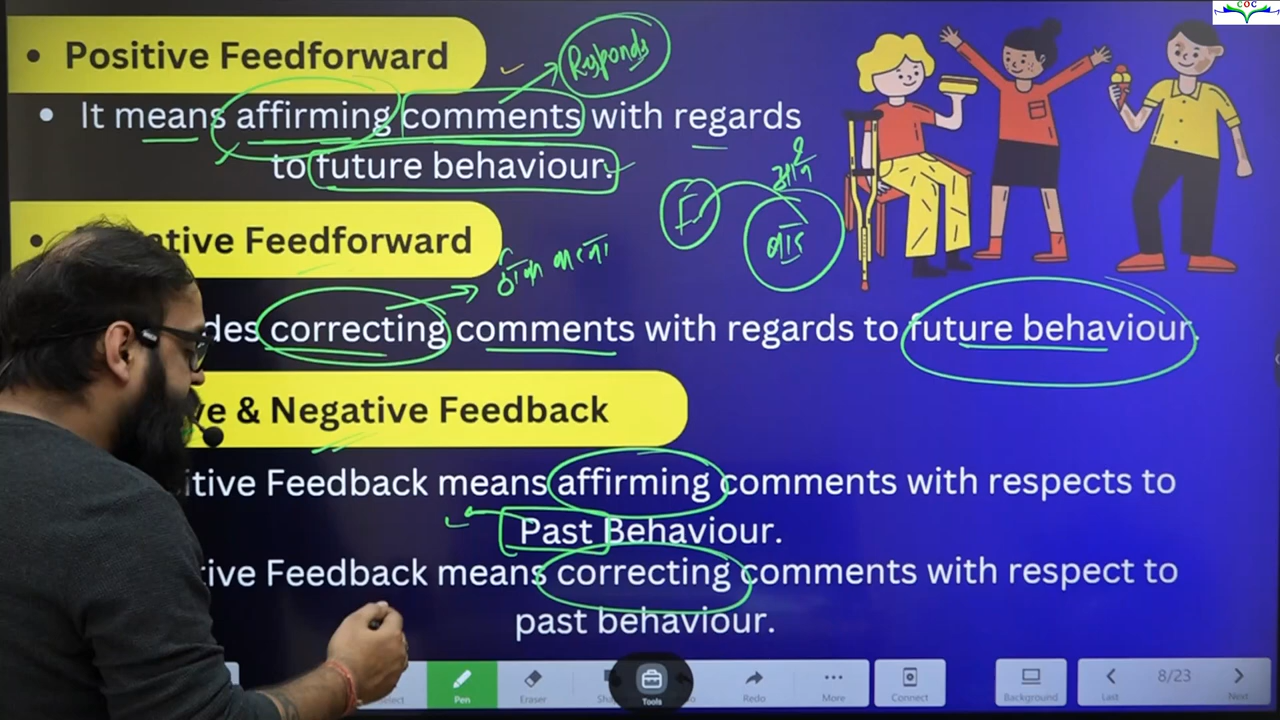 COC
• Positive Feedforward
Responds
• It means affirming comments with regards
to future behaviour.
F
ative Feedforward
des correcting comments with regards to future behaviour.
ve & Negative Feedback
itive Feedback means affirming comments with respects to
Past Behaviour.
tive Feedback means correcting comments with respect to
past behaviour.
Pen
Eraser
Tools
Redo
More
Connect
Background
Last
8/23
Next